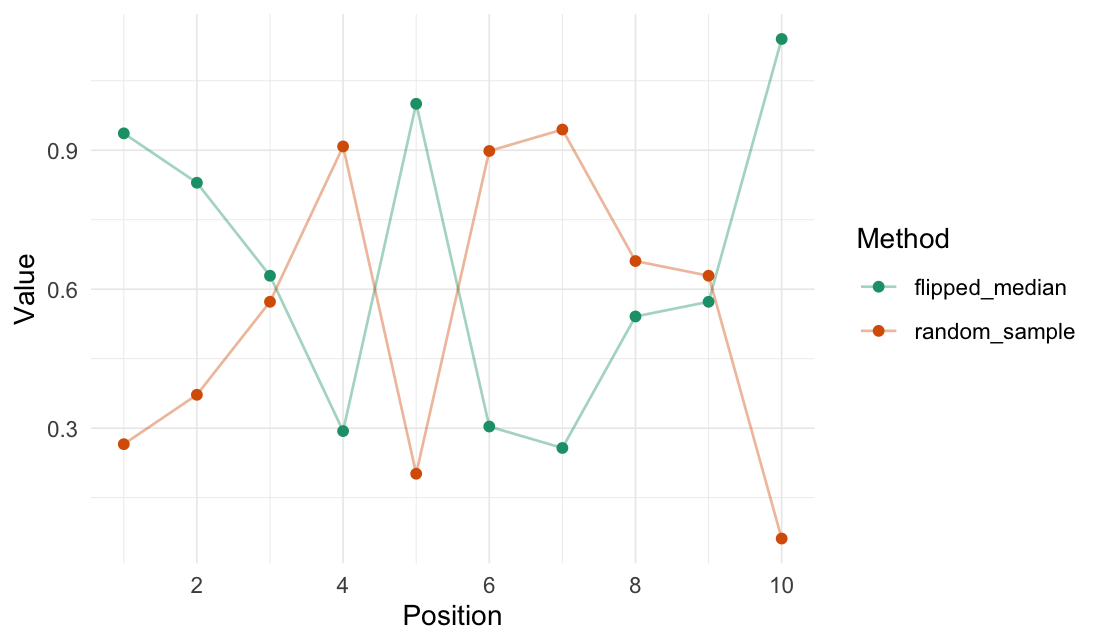 0.9
0.6
0.3
Value
2 4 6 8 10
Position
Method
flipped_median
random_sample